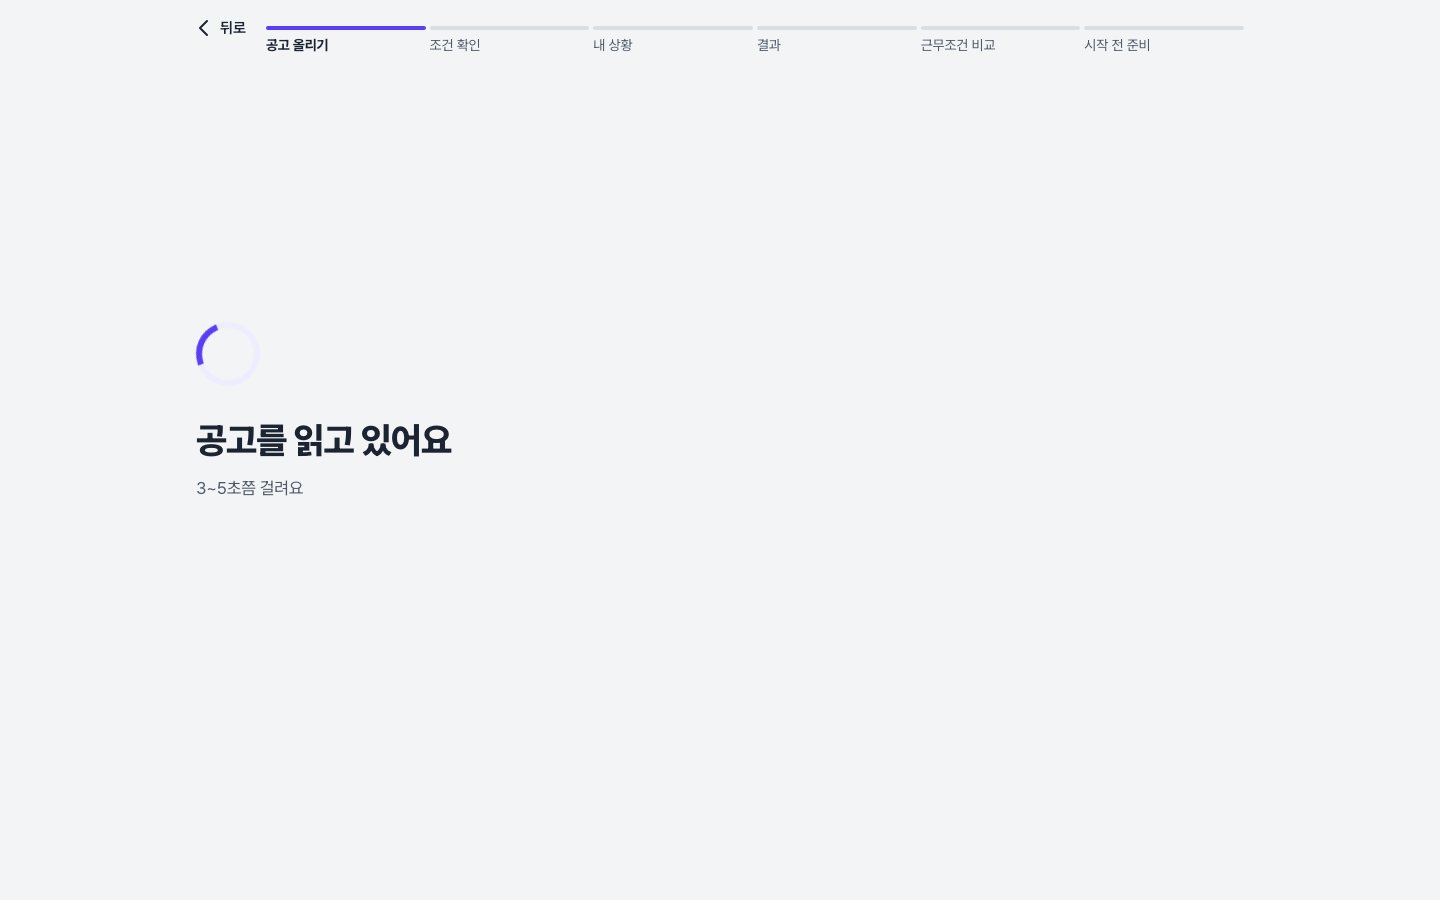 뒤로
공고 올리기
조건 확인
내 상황
결과
근무조건 비교
시작 전 준비
공고를 읽고 있어요
3~5초쯤 걸려요